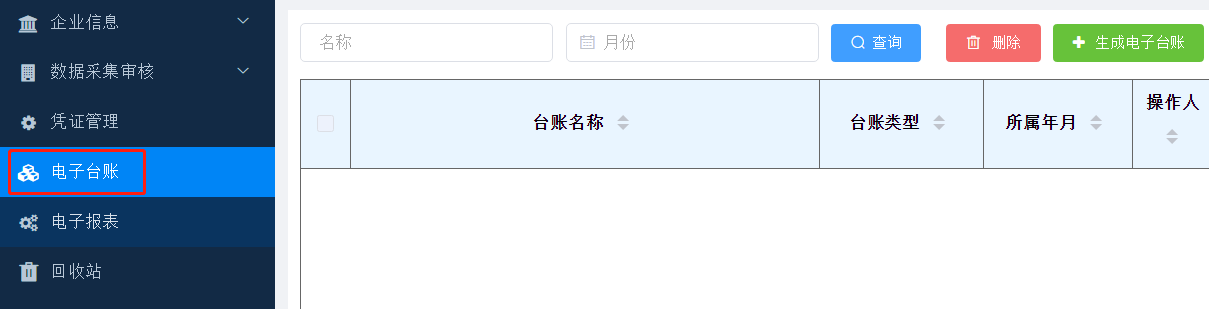 企业信息
数据采集审核
凭证管理
电子台账
电子报表
回收站
名称 月份 查询 删除 生成电子台账
台账名称 台账类型 所属年月 操作人